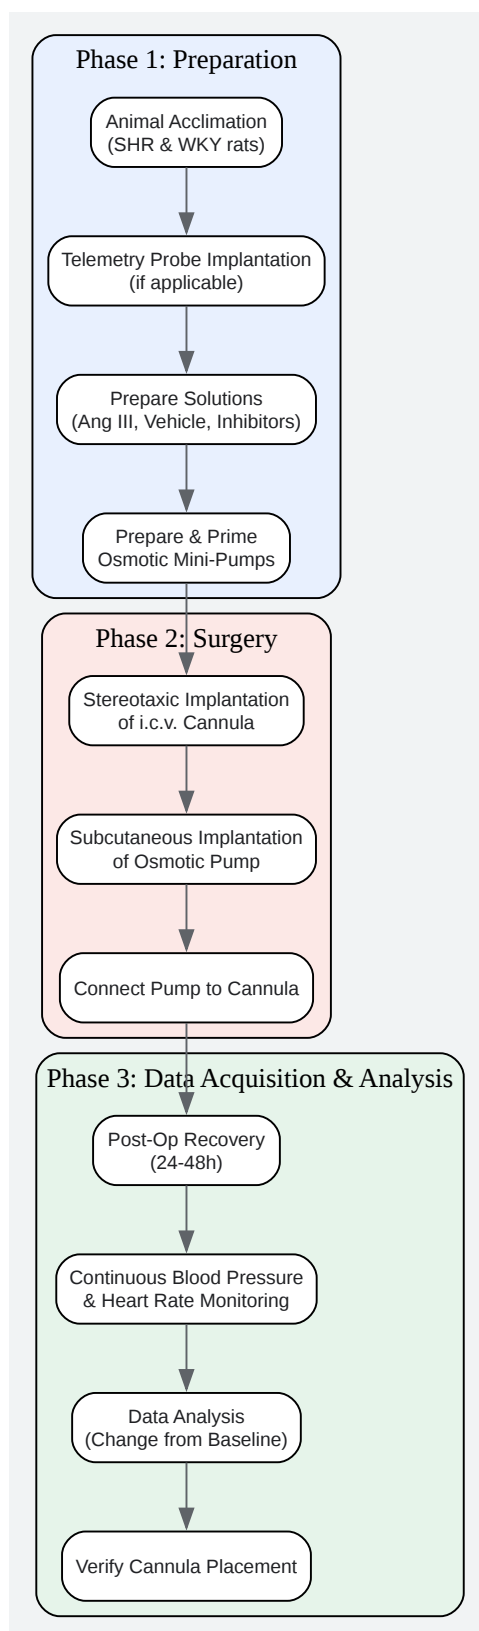 Phase 1: Preparation
Animal Acclimation
(SHR & WKY rats)
Telemetry Probe Implantation
(if applicable)
Prepare Solutions
(Ang III, Vehicle, Inhibitors)
Prepare & Prime
Osmotic Mini-Pumps
Phase 2: Surgery
Stereotaxic Implantation
of i.c.v. Cannula
Subcutaneous Implantation
of Osmotic Pump
Connect Pump to Cannula
Phase 3: Data Acquisition & Analysis
Post-Op Recovery
(24-48h)
Continuous Blood Pressure
& Heart Rate Monitoring
Data Analysis
(Change from Baseline)
Verify Cannula Placement